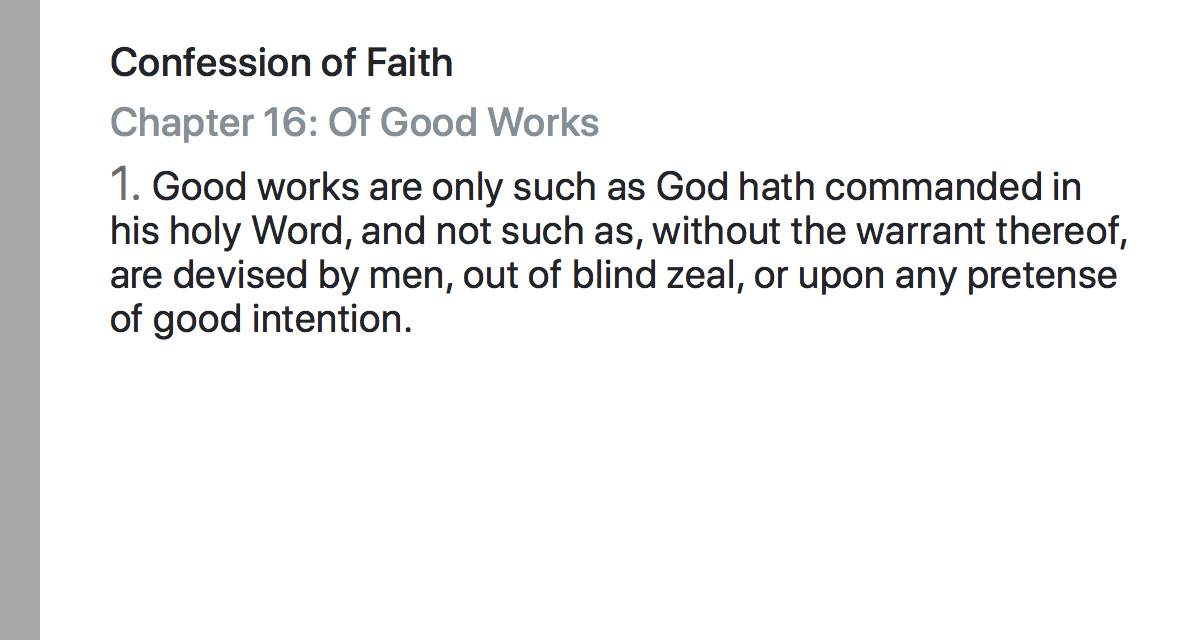 Confession of Faith
Chapter 16: Of Good Works
1. Good works are only such as God hath commanded in
his holy Word, and not such as, without the warrant thereof,
are devised by men, out of blind zeal, or upon any pretense
of good intention.